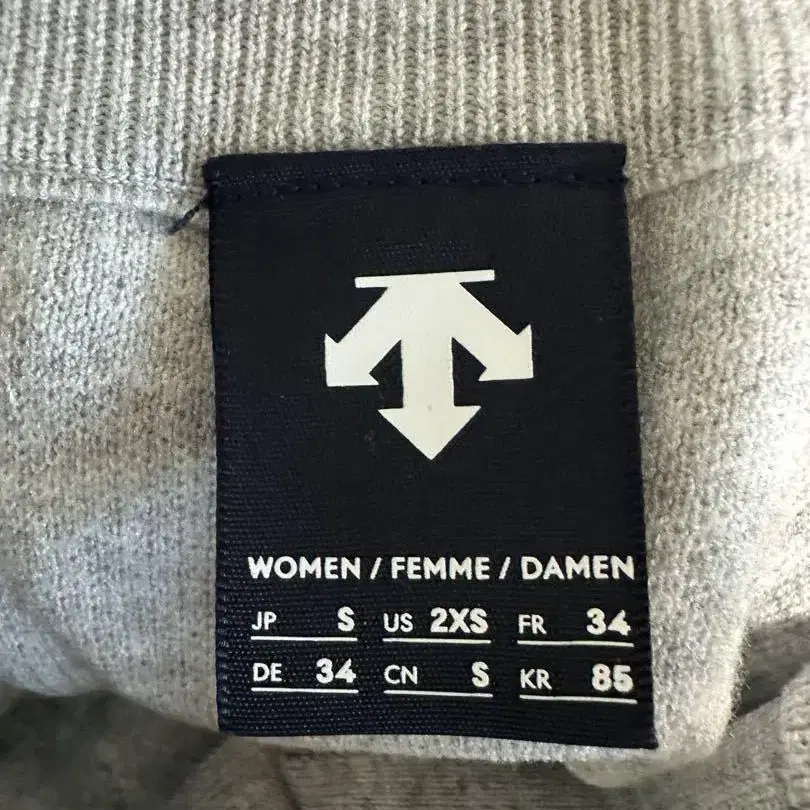 WOMEN / FEMME / DAMEN
JP S US 2XS FR 34
DE 34 CN S KR 85